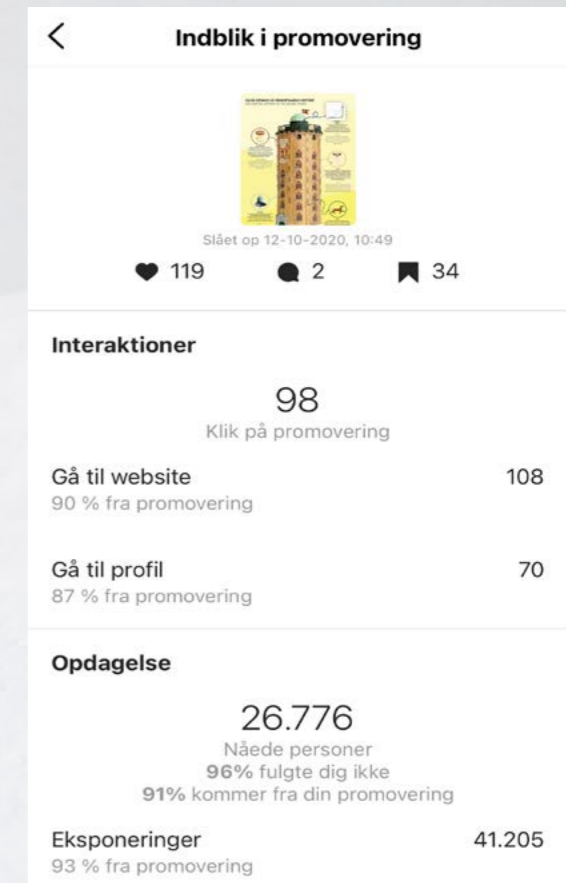 Indblik i promovering
Slået op 12-10-2020, 10:49
119 2 34
Interaktioner
98
Klik på promovering
Gå til website 108
90 % fra promovering
Gå til profil 70
87 % fra promovering
Opdagelse
26.776
Nåede personer
96% fulgte dig ikke
91% kommer fra din promovering
Eksponeringer 41.205
93 % fra promovering